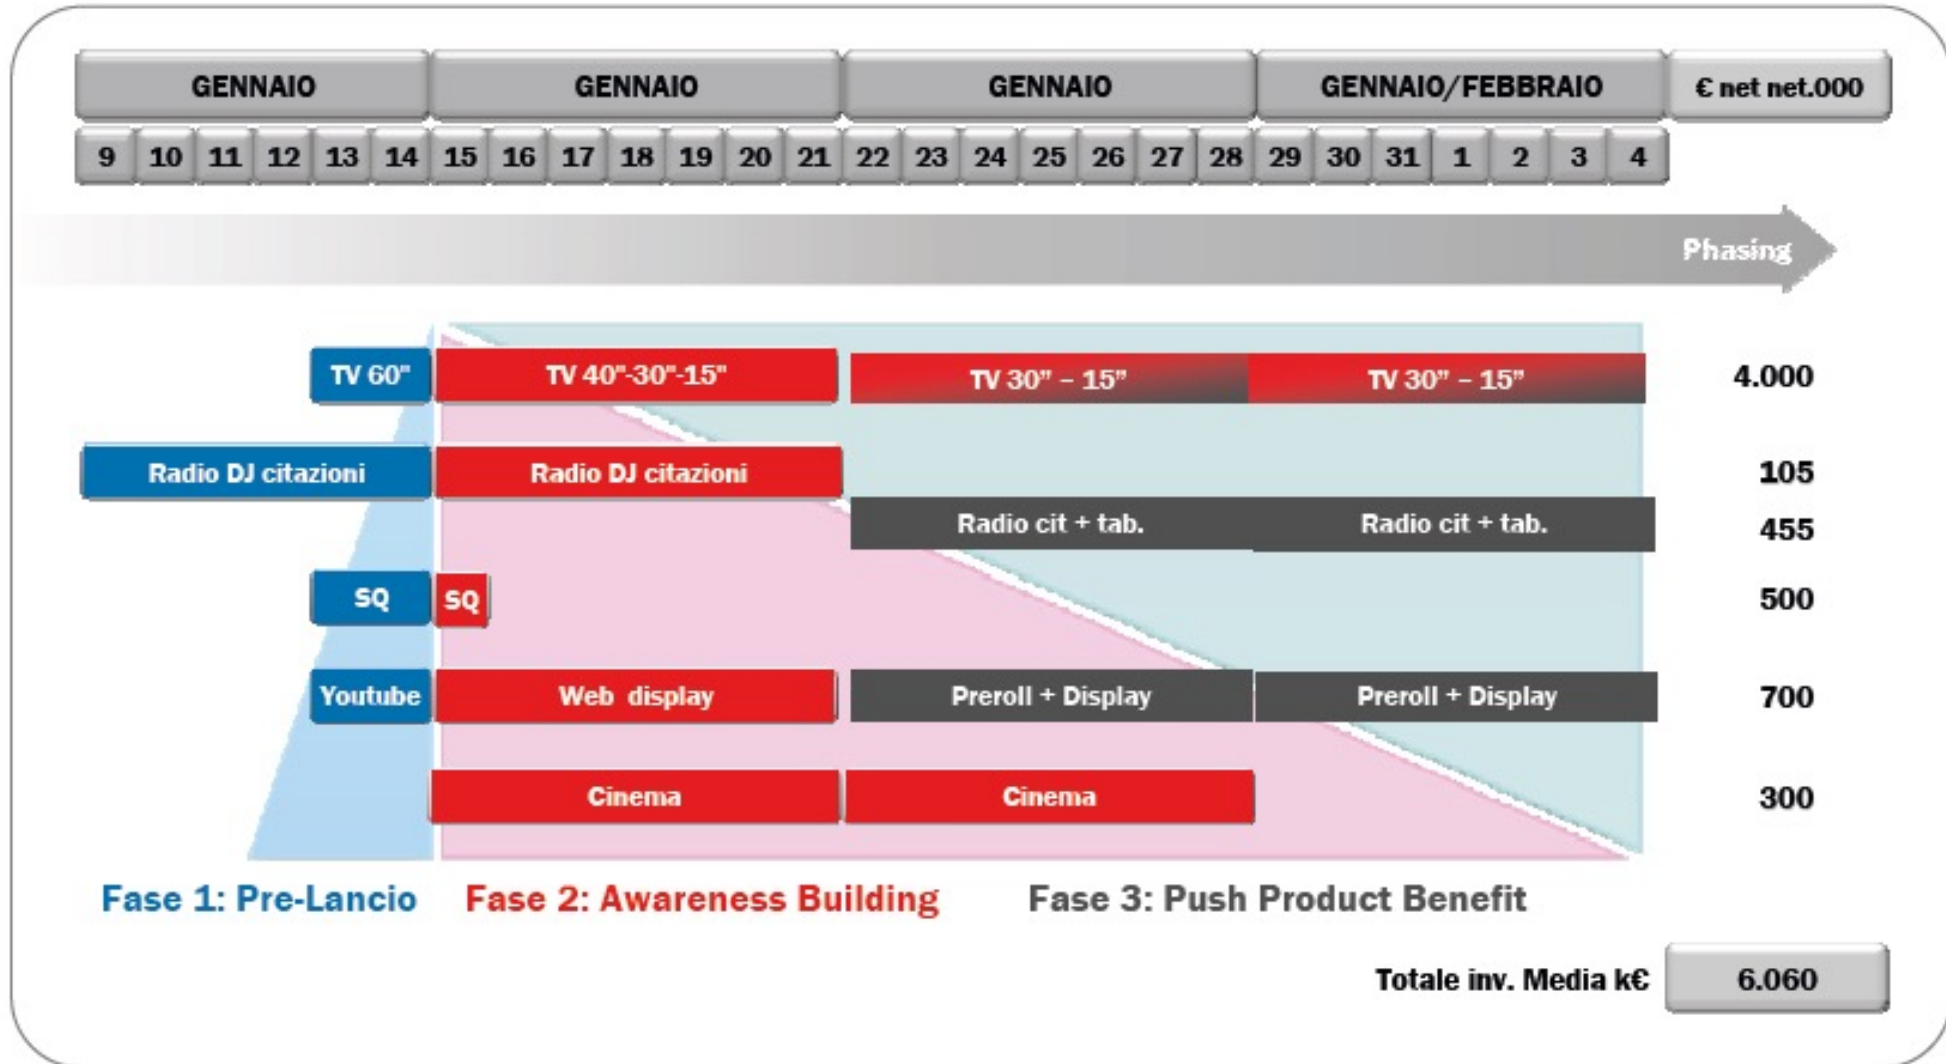 GENNAIO GENNAIO GENNAIO GENNAIO/FEBBRAIO € net net.000
9 10 11 12 13 14 15 16 17 18 19 20 21 22 23 24 25 26 27 28 29 30 31 1 2 3 4
Phasing
TV 60" TV 40"-30"-15" TV 30” – 15” TV 30” – 15” 4.000
Radio DJ citazioni Radio DJ citazioni 105
Radio cit + tab. Radio cit + tab. 455
SQ SQ 500
Youtube Web display Preroll + Display Preroll + Display 700
Cinema Cinema 300
Fase 1: Pre-Lancio Fase 2: Awareness Building Fase 3: Push Product Benefit
Totale inv. Media k€ 6.060